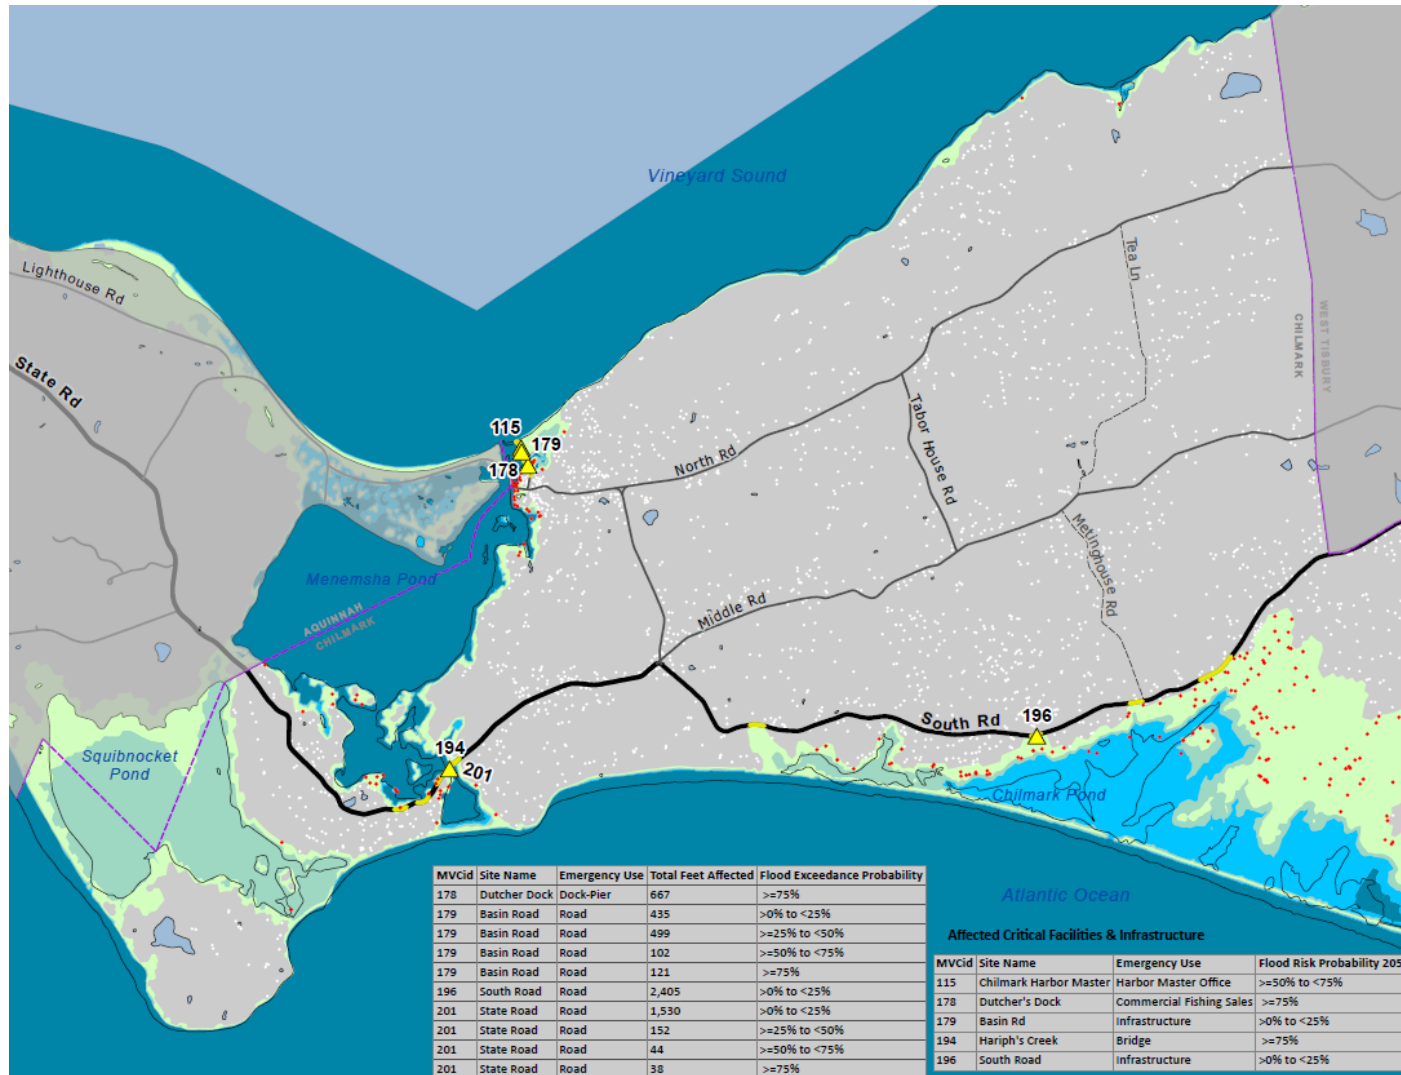 Vineyard Sound
Lighthouse Rd
State Rd
Tea Ln
WEST TISBURY
CHILMARK
115
179
178
North Rd
Tabor House Rd
Metinghouse Rd
Menemsha Pond
AQUINNAH
CHILMARK
Middle Rd
South Rd
196
194
201
Squibnocket
Pond
Chilmark Pond
Atlantic Ocean
MVCid Site Name Emergency Use Total Feet Affected Flood Exceedance Probability
178 Dutcher Dock Dock-Pier 667 >=75%
179 Basin Road Road 435 >0% to <25%
179 Basin Road Road 499 >=25% to <50%
179 Basin Road Road 102 >=50% to <75%
179 Basin Road Road 121 >=75%
196 South Road Road 2,405 >0% to <25%
201 State Road Road 1,530 >0% to <25%
201 State Road Road 152 >=25% to <50%
201 State Road Road 44 >=50% to <75%
201 State Road Road 38 >=75%
Affected Critical Facilities & Infrastructure
MVCid Site Name Emergency Use Flood Risk Probability 205
115 Chilmark Harbor Master Harbor Master Office >=50% to <75%
178 Dutcher's Dock Commercial Fishing Sales >=75%
179 Basin Rd Infrastructure >0% to <25%
194 Hariph's Creek Bridge >=75%
196 South Road Infrastructure >0% to <25%